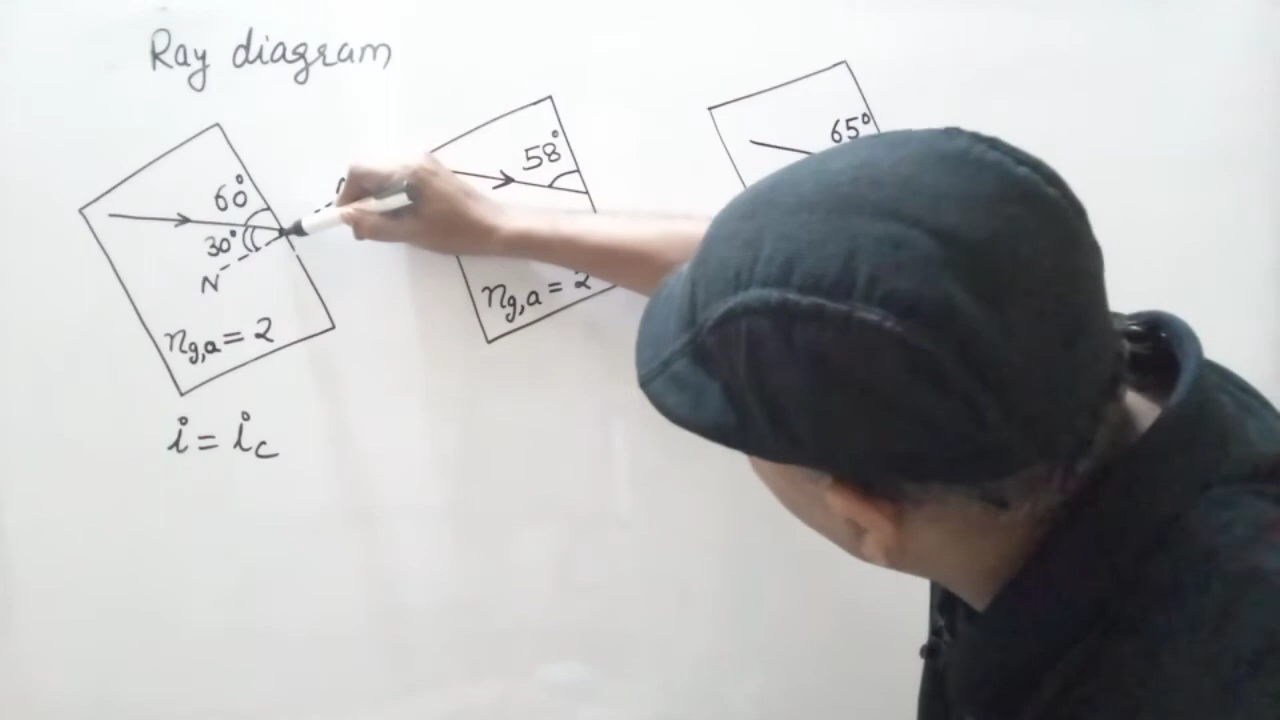 Ray diagram
60°
30°
N
n_g,a = 2
i = i_c
58°
n_g,a = 2
65°